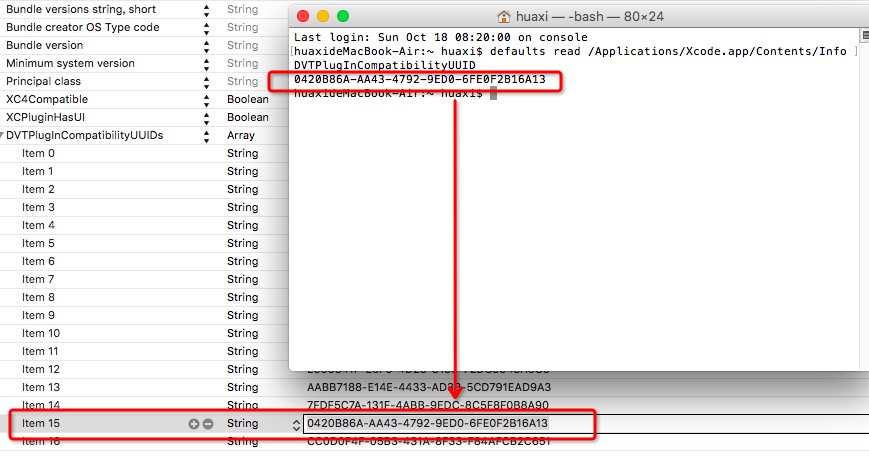 Bundle versions string, short String
Bundle creator OS Type code String
Bundle version String
Minimum system version String
Principal class String
XC4Compatible Boolean
XCPluginHasUI Boolean
DVTPlugInCompatibilityUUIDs Array
Item 0 String
Item 1 String
Item 2 String
Item 3 String
Item 4 String
Item 5 String
Item 6 String
Item 7 String
Item 8 String
Item 9 String
Item 10 String
Item 11 String
Item 12 String
Item 13 String AABB7188-E14E-4433-AD3B-5CD791EAD9A3
Item 14 String 7FDF5C7A-131F-4ABB-9EDC-8C5F8F0B8A90
Item 15 String 0420B86A-AA43-4792-9ED0-6FE0F2B16A13
Item 16 String CC0D0F4F-05B3-431A-8F33-F84AFCB2C651
huaxi — -bash — 80×24
Last login: Sun Oct 18 08:20:00 on console
[huaxideMacBook-Air:~ huaxi$ defaults read /Applications/Xcode.app/Contents/Info ]
DVTPlugInCompatibilityUUID
0420B86A-AA43-4792-9ED0-6FE0F2B16A13
huaxideMacBook-Air:~ huaxi$